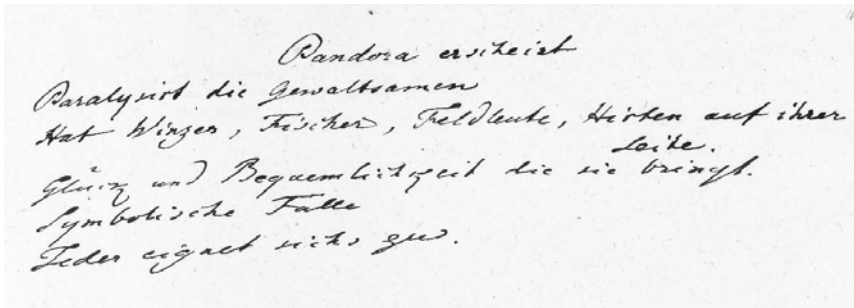 Pandora erscheint
Paralysirt die Gewaltsamen
Hat Winzer, Fischer, Feldleute, Hirten auf ihrer
Seite.
Glück und Bequemlichkeit die sie bringt.
Symbolische Fülle
Jeder eignet sichs zu.